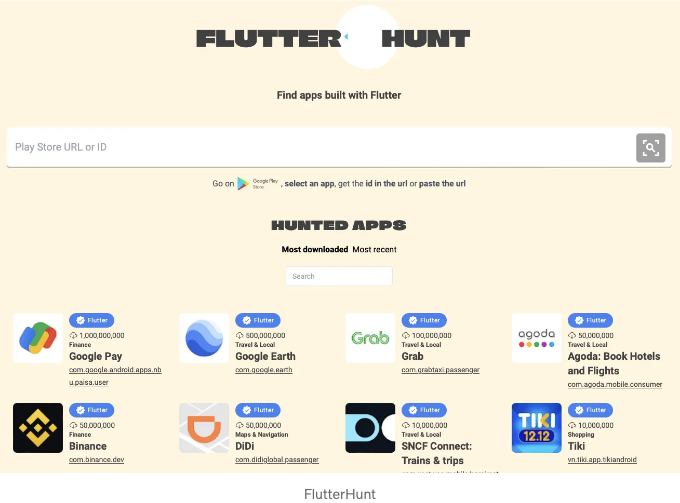 FLUTTER HUNT
Find apps built with Flutter
Play Store URL or ID
Go on Google Play Store , select an app, get the id in the url or paste the url
HUNTED APPS
Most downloaded Most recent
Search
Flutter
1,000,000,000
Finance
Google Pay
com.google.android.apps.nb
u.paisa.user
Flutter
500,000,000
Travel & Local
Google Earth
com.google.earth
Grab
Flutter
100,000,000
Travel & Local
Grab
com.grabtaxi.passenger
agoda
Flutter
50,000,000
Travel & Local
Agoda: Book Hotels
and Flights
com.agoda.mobile.consumer
Flutter
50,000,000
Finance
Binance
com.binance.dev
Flutter
50,000,000
Maps & Navigation
DiDi
com.didiglobal.passenger
Flutter
10,000,000
Travel & Local
SNCF Connect:
Trains & trips
TIKI
12.12
Flutter
10,000,000
Shopping
Tiki
vn.tiki.app.tikiandroid
FlutterHunt